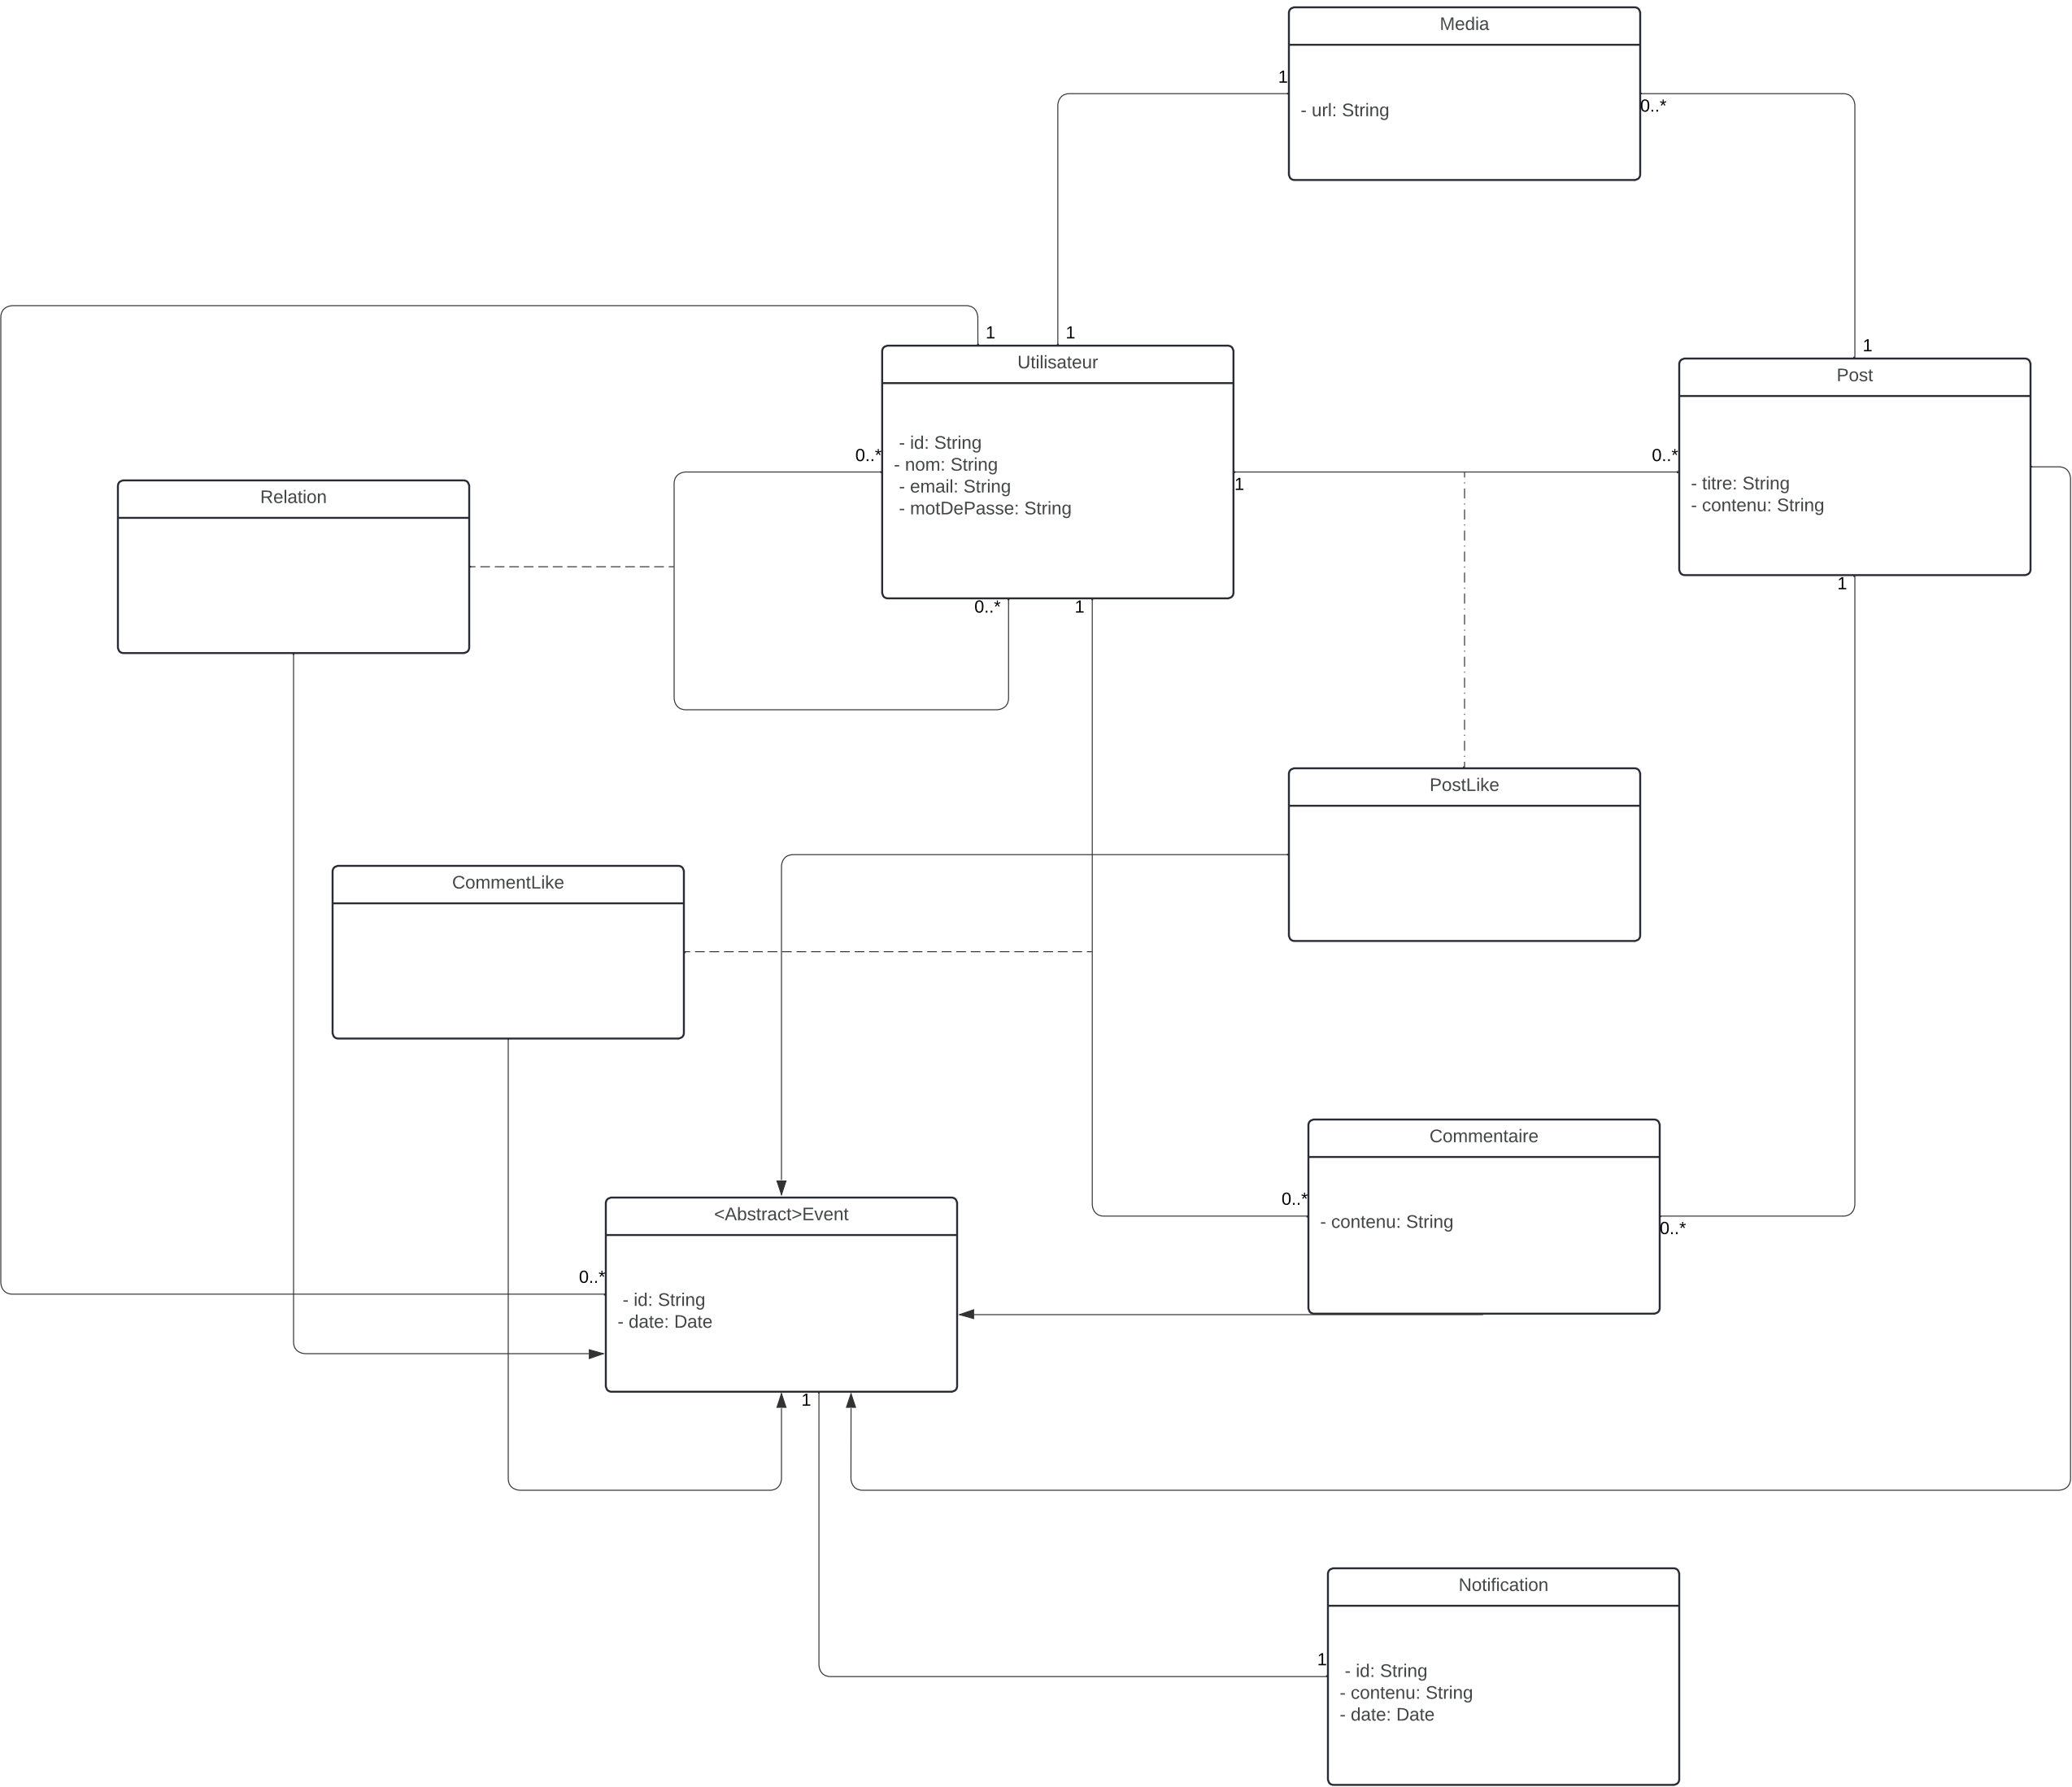 Media
1
- url: String
0..*
1
1
1
Utilisateur
Post
0..*
- id: String
- nom: String
- email: String
- motDePasse: String
1
0..*
- titre: String
- contenu: String
Relation
0..*
1
1
PostLike
CommentLike
Commentaire
0..*
- contenu: String
0..*
<Abstract>Event
0..*
- id: String
- date: Date
1
Notification
1
- id: String
- contenu: String
- date: Date